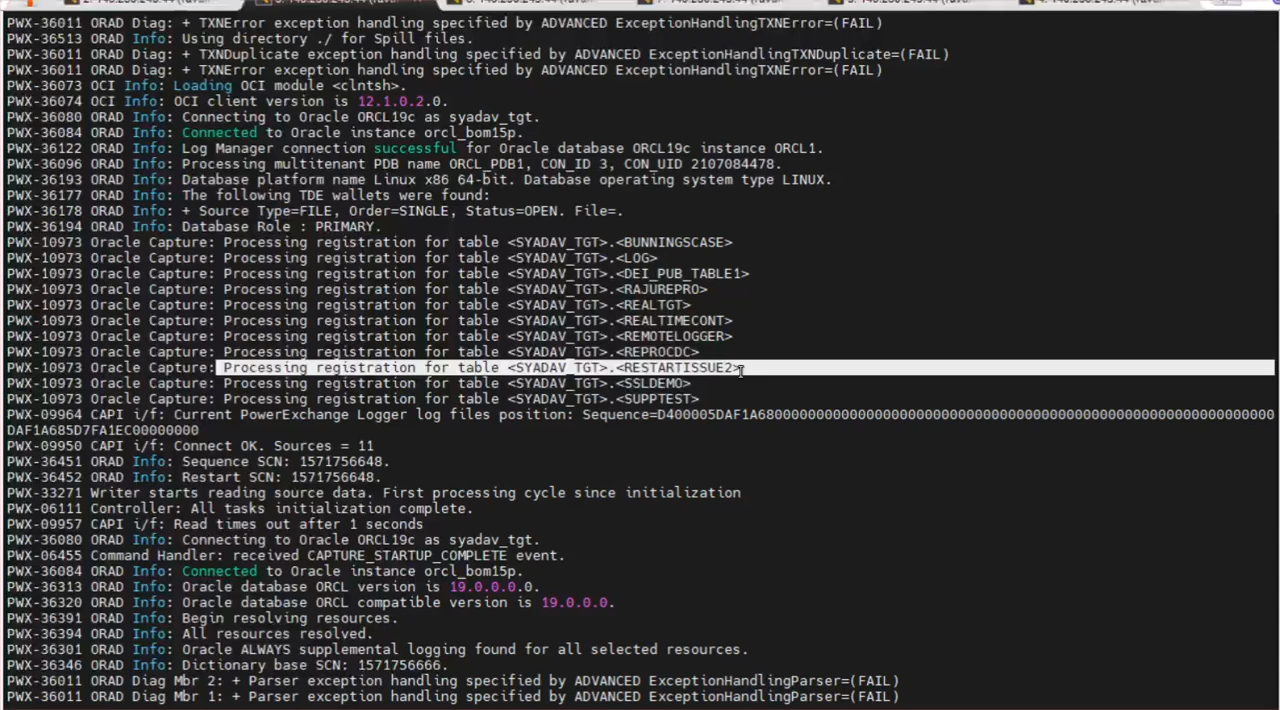 PWX-36011 ORAD Diag: + TXNError exception handling specified by ADVANCED ExceptionHandlingTXNError=(FAIL)
PWX-36513 ORAD Info: Using directory ./ for Spill files.
PWX-36011 ORAD Diag: + TXNDuplicate exception handling specified by ADVANCED ExceptionHandlingTXNDuplicate=(FAIL)
PWX-36011 ORAD Diag: + TXNError exception handling specified by ADVANCED ExceptionHandlingTXNError=(FAIL)
PWX-36073 OCI Info: Loading OCI module <clntsh>.
PWX-36074 OCI Info: OCI client version is 12.1.0.2.0.
PWX-36080 ORAD Info: Connecting to Oracle ORCL19c as syadav_tgt.
PWX-36084 ORAD Info: Connected to Oracle instance orcl_bom15p.
PWX-36122 ORAD Info: Log Manager connection successful for Oracle database ORCL19c instance ORCL1.
PWX-36096 ORAD Info: Processing multitenant PDB name ORCL_PDB1, CON_ID 3, CON_UID 2107084478.
PWX-36193 ORAD Info: Database platform name Linux x86 64-bit. Database operating system type LINUX.
PWX-36177 ORAD Info: The following TDE wallets were found:
PWX-36178 ORAD Info: + Source Type=FILE, Order=SINGLE, Status=OPEN. File=.
PWX-36194 ORAD Info: Database Role : PRIMARY.
PWX-10973 Oracle Capture: Processing registration for table <SYADAV_TGT>.<BUNNINGSCASE>
PWX-10973 Oracle Capture: Processing registration for table <SYADAV_TGT>.<LOG>
PWX-10973 Oracle Capture: Processing registration for table <SYADAV_TGT>.<DEI_PUB_TABLE1>
PWX-10973 Oracle Capture: Processing registration for table <SYADAV_TGT>.<RAJUREPRO>
PWX-10973 Oracle Capture: Processing registration for table <SYADAV_TGT>.<REALTGT>
PWX-10973 Oracle Capture: Processing registration for table <SYADAV_TGT>.<REALTIMECONT>
PWX-10973 Oracle Capture: Processing registration for table <SYADAV_TGT>.<REMOTELOGGER>
PWX-10973 Oracle Capture: Processing registration for table <SYADAV_TGT>.<REPROCDC>
PWX-10973 Oracle Capture: Processing registration for table <SYADAV_TGT>.<RESTARTISSUE2>
PWX-10973 Oracle Capture: Processing registration for table <SYADAV_TGT>.<SSLDEMO>
PWX-10973 Oracle Capture: Processing registration for table <SYADAV_TGT>.<SUPPTEST>
PWX-09964 CAPI i/f: Current PowerExchange Logger log files position:
DAF1A685D7FA1EC00000000
PWX-09950 CAPI i/f: Connect OK. Sources = 11
PWX-36451 ORAD Info: Sequence SCN: 1571756648.
PWX-36452 ORAD Info: Restart SCN: 1571756648.
PWX-33271 Writer starts reading source data. First processing cycle since initialization
PWX-06111 Controller: All tasks initialization complete.
PWX-09957 CAPI i/f: Read times out after 1 seconds
PWX-36080 ORAD Info: Connecting to Oracle ORCL19c as syadav_tgt.
PWX-06455 Command Handler: received CAPTURE_STARTUP_COMPLETE event.
PWX-36084 ORAD Info: Connected to Oracle instance orcl_bom15p.
PWX-36313 ORAD Info: Oracle database ORCL version is 19.0.0.0.0.
PWX-36320 ORAD Info: Oracle database ORCL compatible version is 19.0.0.0.
PWX-36391 ORAD Info: Begin resolving resources.
PWX-36394 ORAD Info: All resources resolved.
PWX-36301 ORAD Info: Oracle ALWAYS supplemental logging found for all selected resources.
PWX-36346 ORAD Info: Dictionary base SCN: 1571756666.
PWX-36011 ORAD Diag Mbr 2: + Parser exception handling specified by ADVANCED ExceptionHandlingParser=(FAIL)
PWX-36011 ORAD Diag Mbr 1: + Parser exception handling specified by ADVANCED ExceptionHandlingParser=(FAIL)